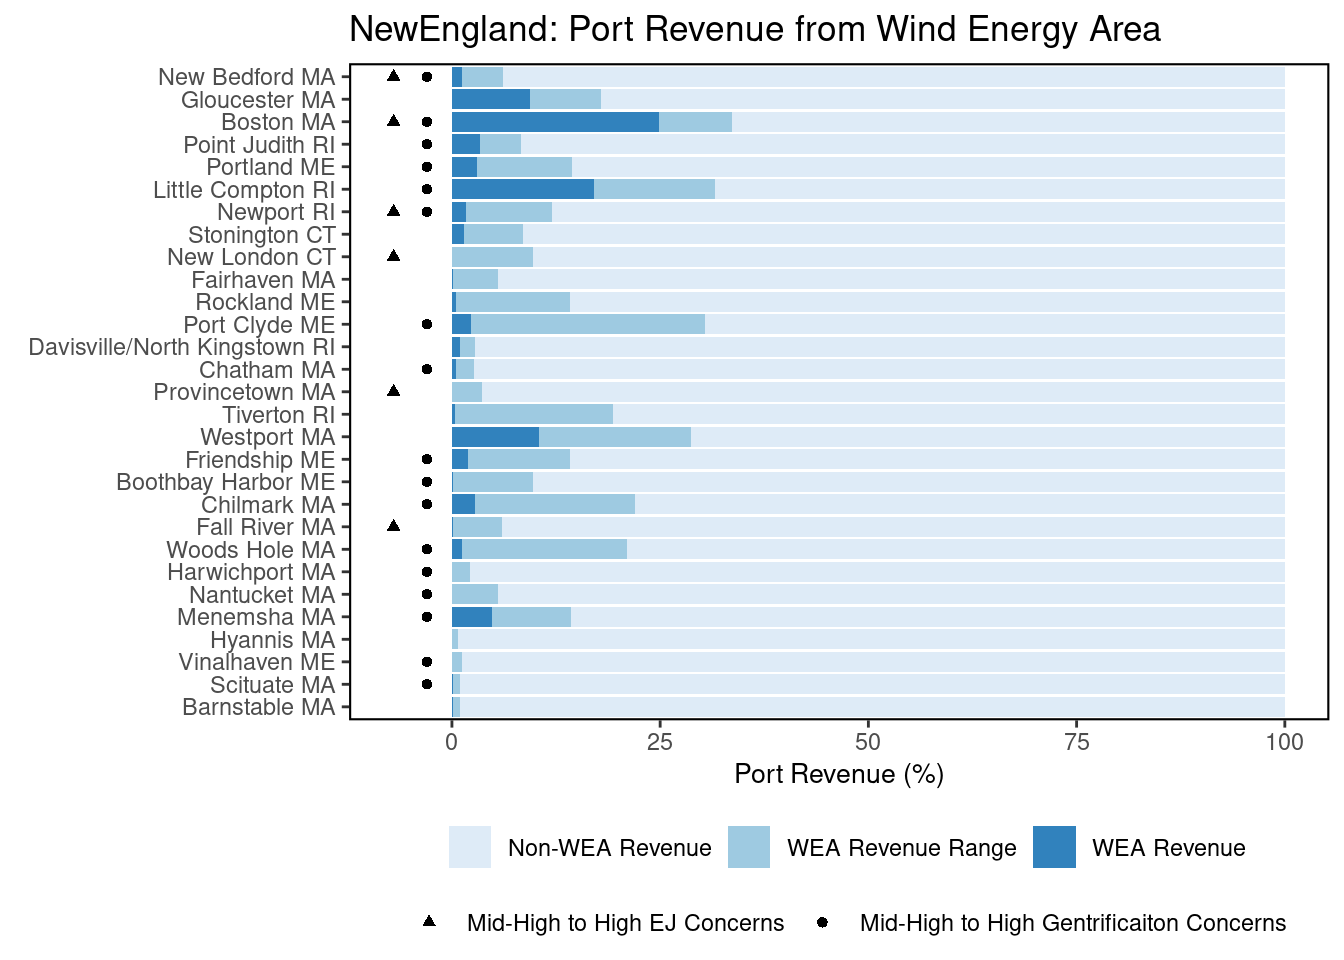 NewEngland: Port Revenue from Wind Energy Area
New Bedford MA
Gloucester MA
Boston MA
Point Judith RI
Portland ME
Little Compton RI
Newport RI
Stonington CT
New London CT
Fairhaven MA
Rockland ME
Port Clyde ME
Davisville/North Kingstown RI
Chatham MA
Provincetown MA
Tiverton RI
Westport MA
Friendship ME
Boothbay Harbor ME
Chilmark MA
Fall River MA
Woods Hole MA
Harwichport MA
Nantucket MA
Menemsha MA
Hyannis MA
Vinalhaven ME
Scituate MA
Barnstable MA
0 25 50 75 100
Port Revenue (%)
Non-WEA Revenue WEA Revenue Range WEA Revenue
Mid-High to High EJ Concerns Mid-High to High Gentrificaiton Concerns